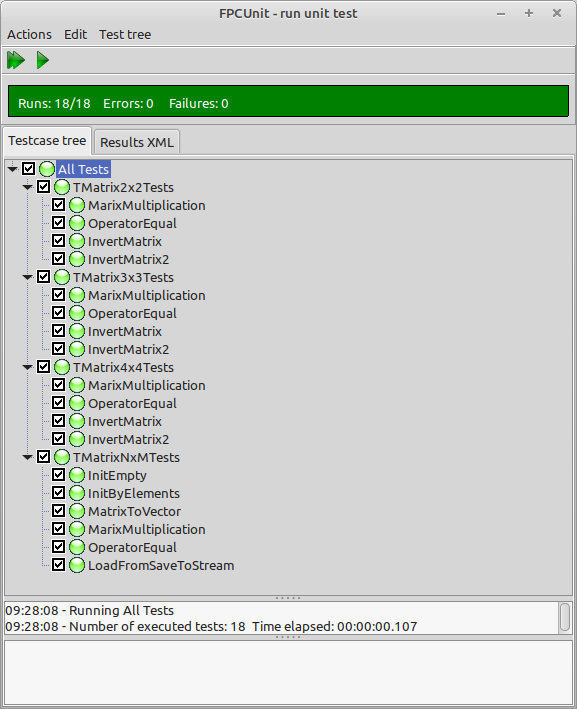 FPCUnit - run unit test
Actions Edit Test tree
Runs: 18/18 Errors: 0 Failures: 0
Testcase tree Results XML
All Tests
TMatrix2x2Tests
MarixMultiplication
OperatorEqual
InvertMatrix
InvertMatrix2
TMatrix3x3Tests
MarixMultiplication
OperatorEqual
InvertMatrix
InvertMatrix2
TMatrix4x4Tests
MarixMultiplication
OperatorEqual
InvertMatrix
InvertMatrix2
TMatrixNxMTests
InitEmpty
InitByElements
MatrixToVector
MarixMultiplication
OperatorEqual
LoadFromSaveToStream
09:28:08 - Running All Tests
09:28:08 - Number of executed tests: 18 Time elapsed: 00:00:00.107